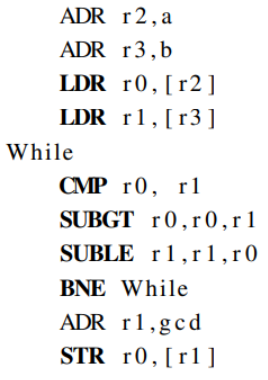 ADR r2,a
ADR r3,b
LDR r0,[r2]
LDR r1,[r3]
While
CMP r0, r1
SUBGT r0,r0,r1
SUBLE r1,r1,r0
BNE While
ADR r1,gcd
STR r0,[r1]